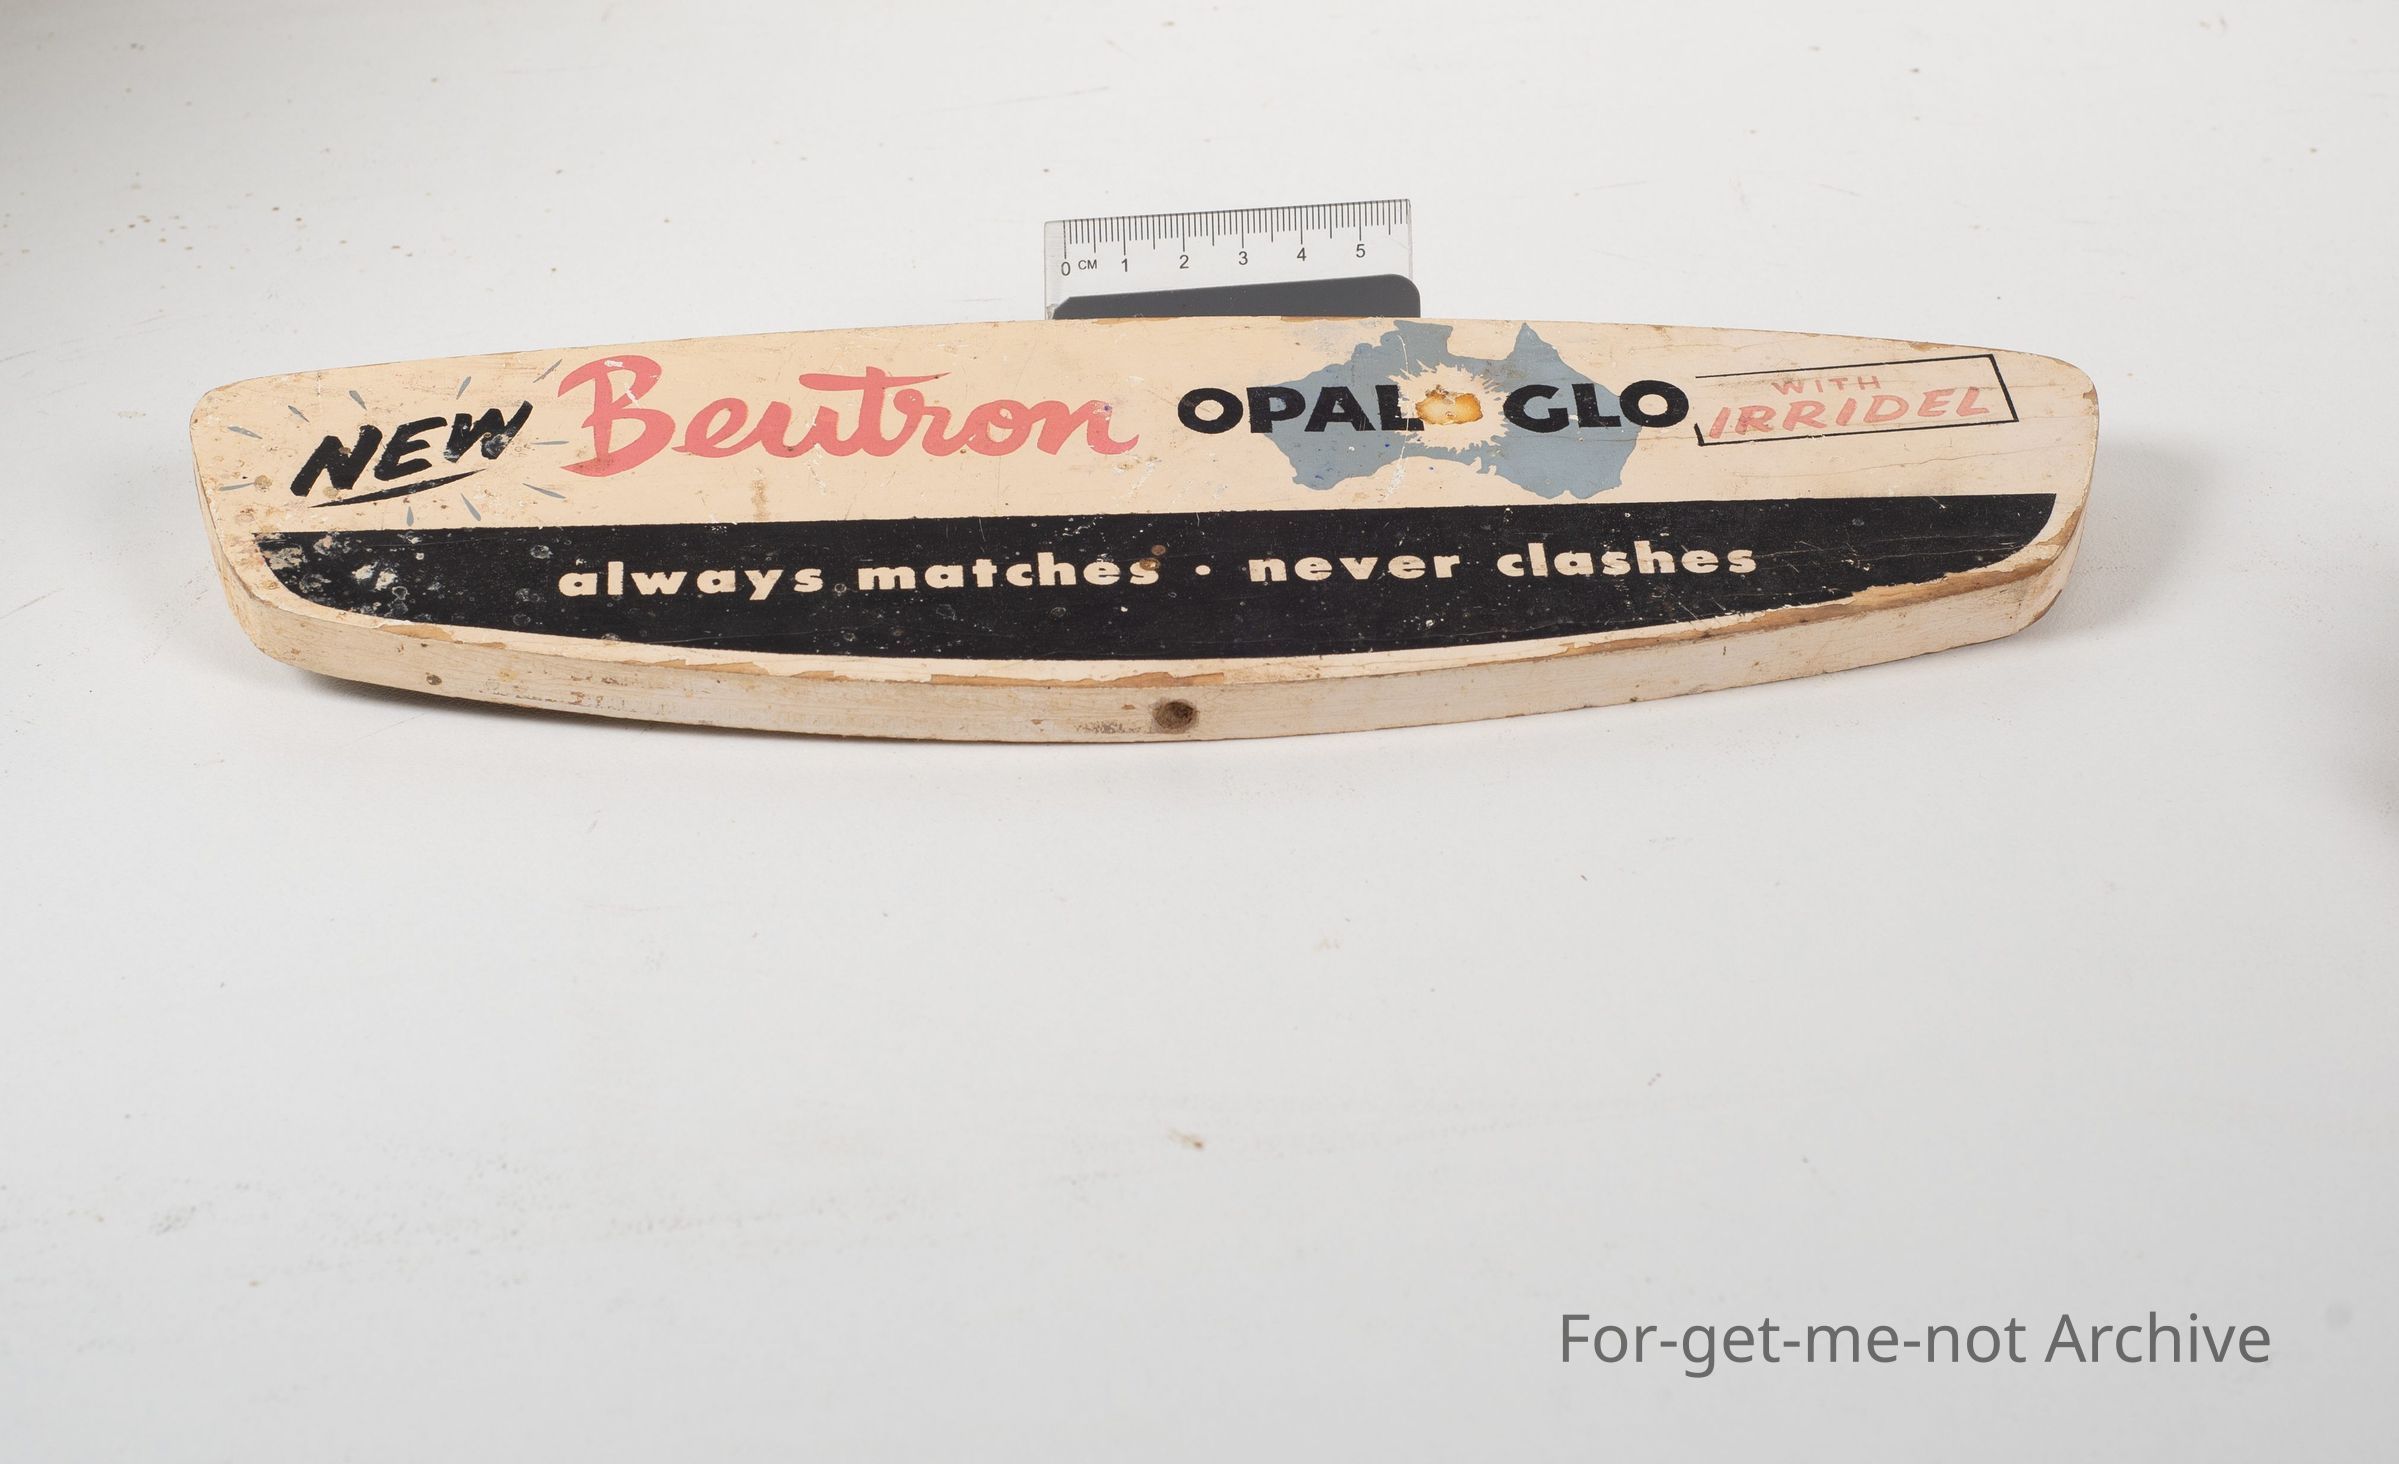 0 CM 1 2 3 4 5
NEW Beutron OPAL GLO WITH
IRRIDEL
always matches • never clashes
For-get-me-not Archive